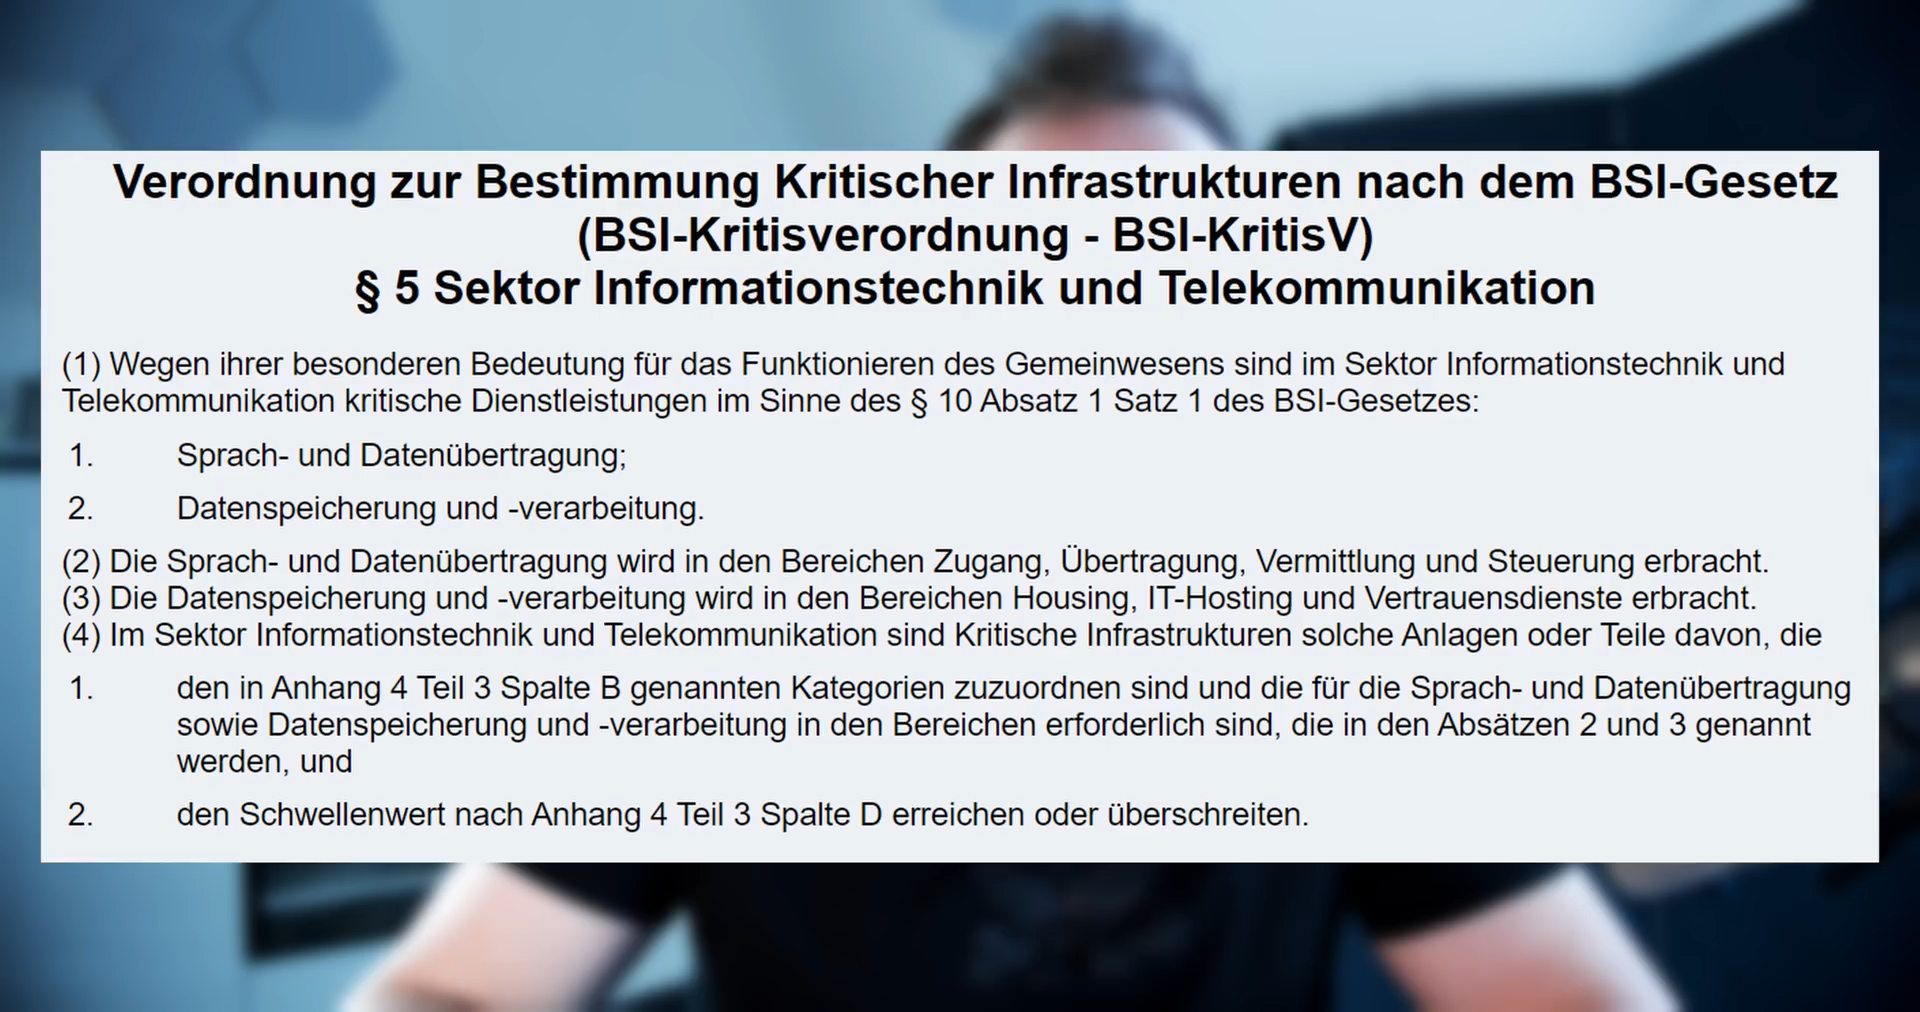 Verordnung zur Bestimmung Kritischer Infrastrukturen nach dem BSI-Gesetz
(BSI-Kritisverordnung - BSI-KritisV)
§ 5 Sektor Informationstechnik und Telekommunikation
(1) Wegen ihrer besonderen Bedeutung für das Funktionieren des Gemeinwesens sind im Sektor Informationstechnik und
Telekommunikation kritische Dienstleistungen im Sinne des § 10 Absatz 1 Satz 1 des BSI-Gesetzes:
1. Sprach- und Datenübertragung;
2. Datenspeicherung und -verarbeitung.
(2) Die Sprach- und Datenübertragung wird in den Bereichen Zugang, Übertragung, Vermittlung und Steuerung erbracht.
(3) Die Datenspeicherung und -verarbeitung wird in den Bereichen Housing, IT-Hosting und Vertrauensdienste erbracht.
(4) Im Sektor Informationstechnik und Telekommunikation sind Kritische Infrastrukturen solche Anlagen oder Teile davon, die
1. den in Anhang 4 Teil 3 Spalte B genannten Kategorien zuzuordnen sind und die für die Sprach- und Datenübertragung
sowie Datenspeicherung und -verarbeitung in den Bereichen erforderlich sind, die in den Absätzen 2 und 3 genannt
werden, und
2. den Schwellenwert nach Anhang 4 Teil 3 Spalte D erreichen oder überschreiten.